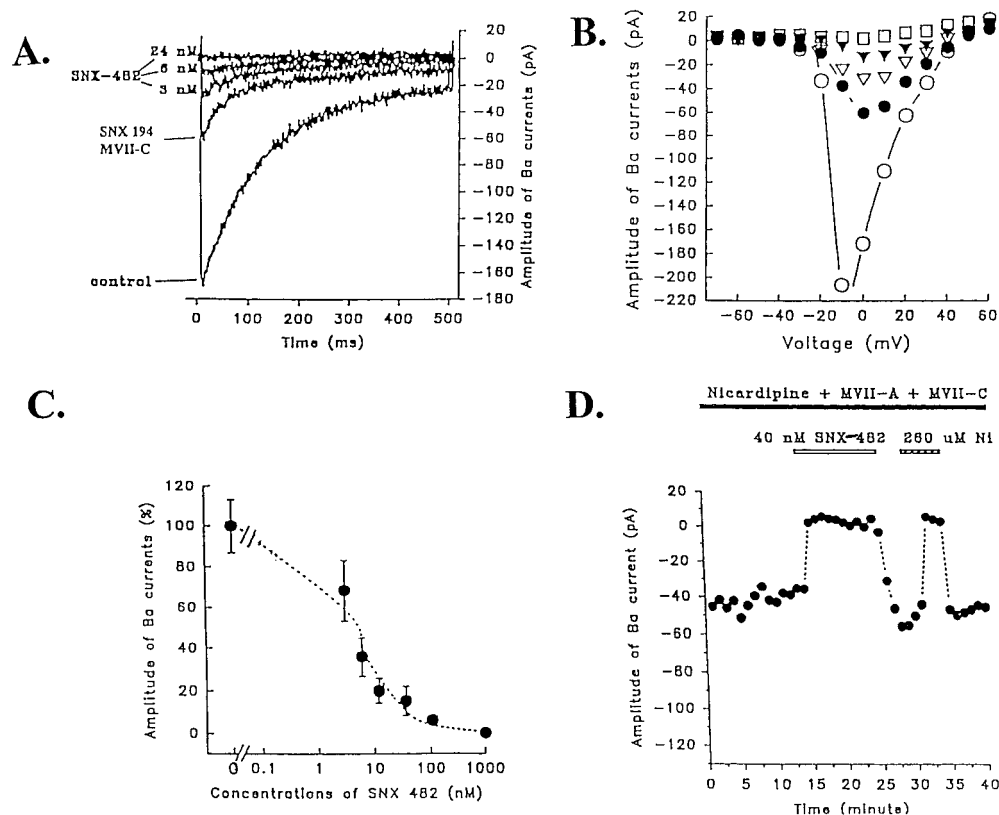 A.
24 nM
SNX-482
6 nM
3 nM
SNX 194
MVII-C
control
20
0
-20
-40
-60
-80
-100
-120
-140
-160
-180
Amplitude of Ba currents (pA)
0 100 200 300 400 500
Time (ms)
B.
20
0
-20
-40
-60
-80
-100
-120
-140
-160
-180
-200
-220
Amplitude of Ba currents (pA)
-60 -40 -20 0 20 40 60
Voltage (mV)
C.
120
100
80
60
40
20
0
Amplitude of Ba currents (%)
0 0.1 1 10 100 1000
Concentrations of SNX 482 (nM)
D.
Nicardipine + MVII-A + MVII-C
40 nM SNX-482 260 uM Ni
20
0
-20
-40
-60
-80
-100
-120
Amplitude of Ba current (pA)
0 5 10 15 20 25 30 35 40
Time (minute)